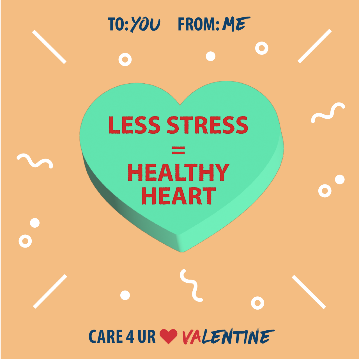 TO: YOU FROM: ME
LESS STRESS
=
HEALTHY
HEART
CARE 4 UR ❤ VALENTINE